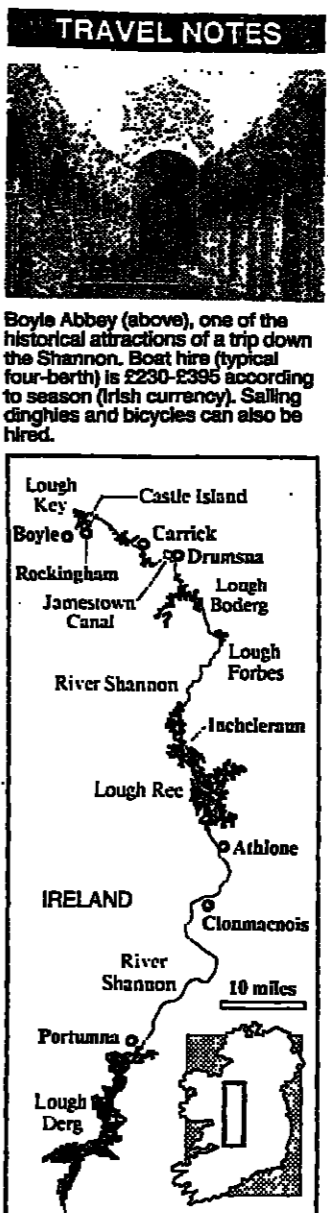 TRAVEL NOTES
Boyle Abbey (above), one of the
historical attractions of a trip down
the Shannon. Boat hire (typical
four-berth) is £230-£395 according
to season (Irish currency). Sailing
dinghies and bicycles can also be
hired.
Lough
Key
Castle Island
Boyle
Carrick
Drumsna
Rockingham
Jamestown
Canal
Lough
Boderg
Lough
Forbes
River Shannon
Inchcleraun
Lough Ree
Athlone
IRELAND
Clonmacnois
River
Shannon
10 miles
Portumna
Lough
Derg